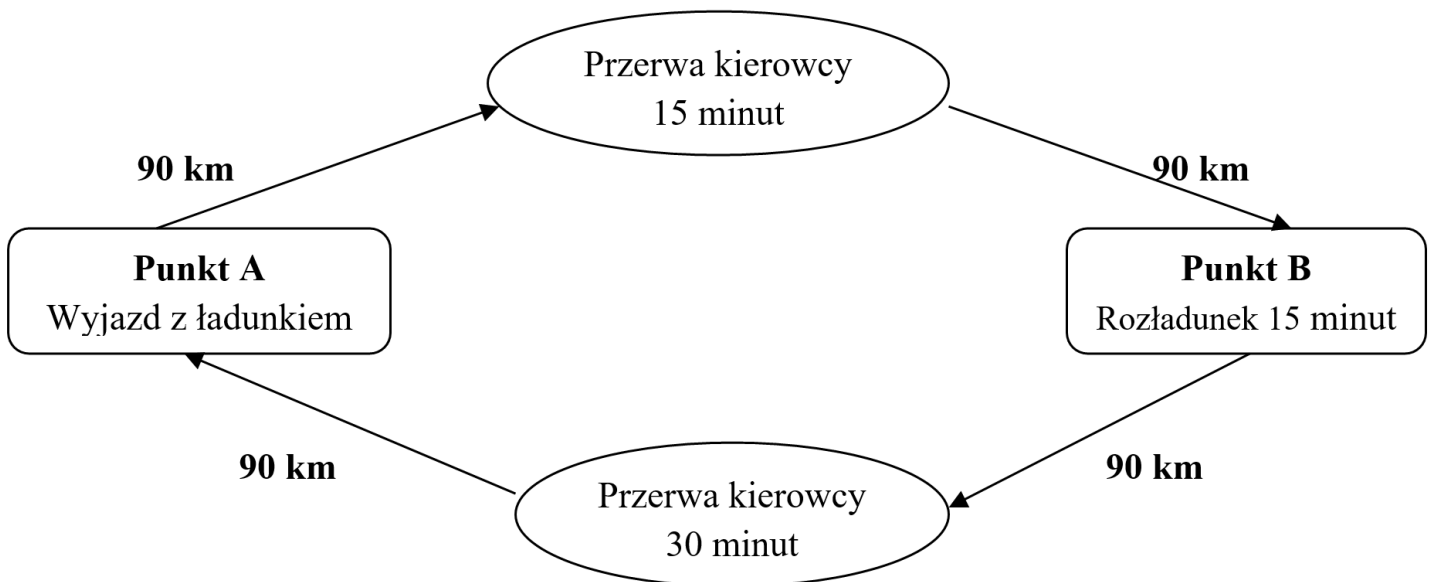 Przerwa kierowcy
15 minut
90 km
90 km
Punkt A
Wyjazd z ładunkiem
Punkt B
Rozładunek 15 minut
90 km
90 km
Przerwa kierowcy
30 minut